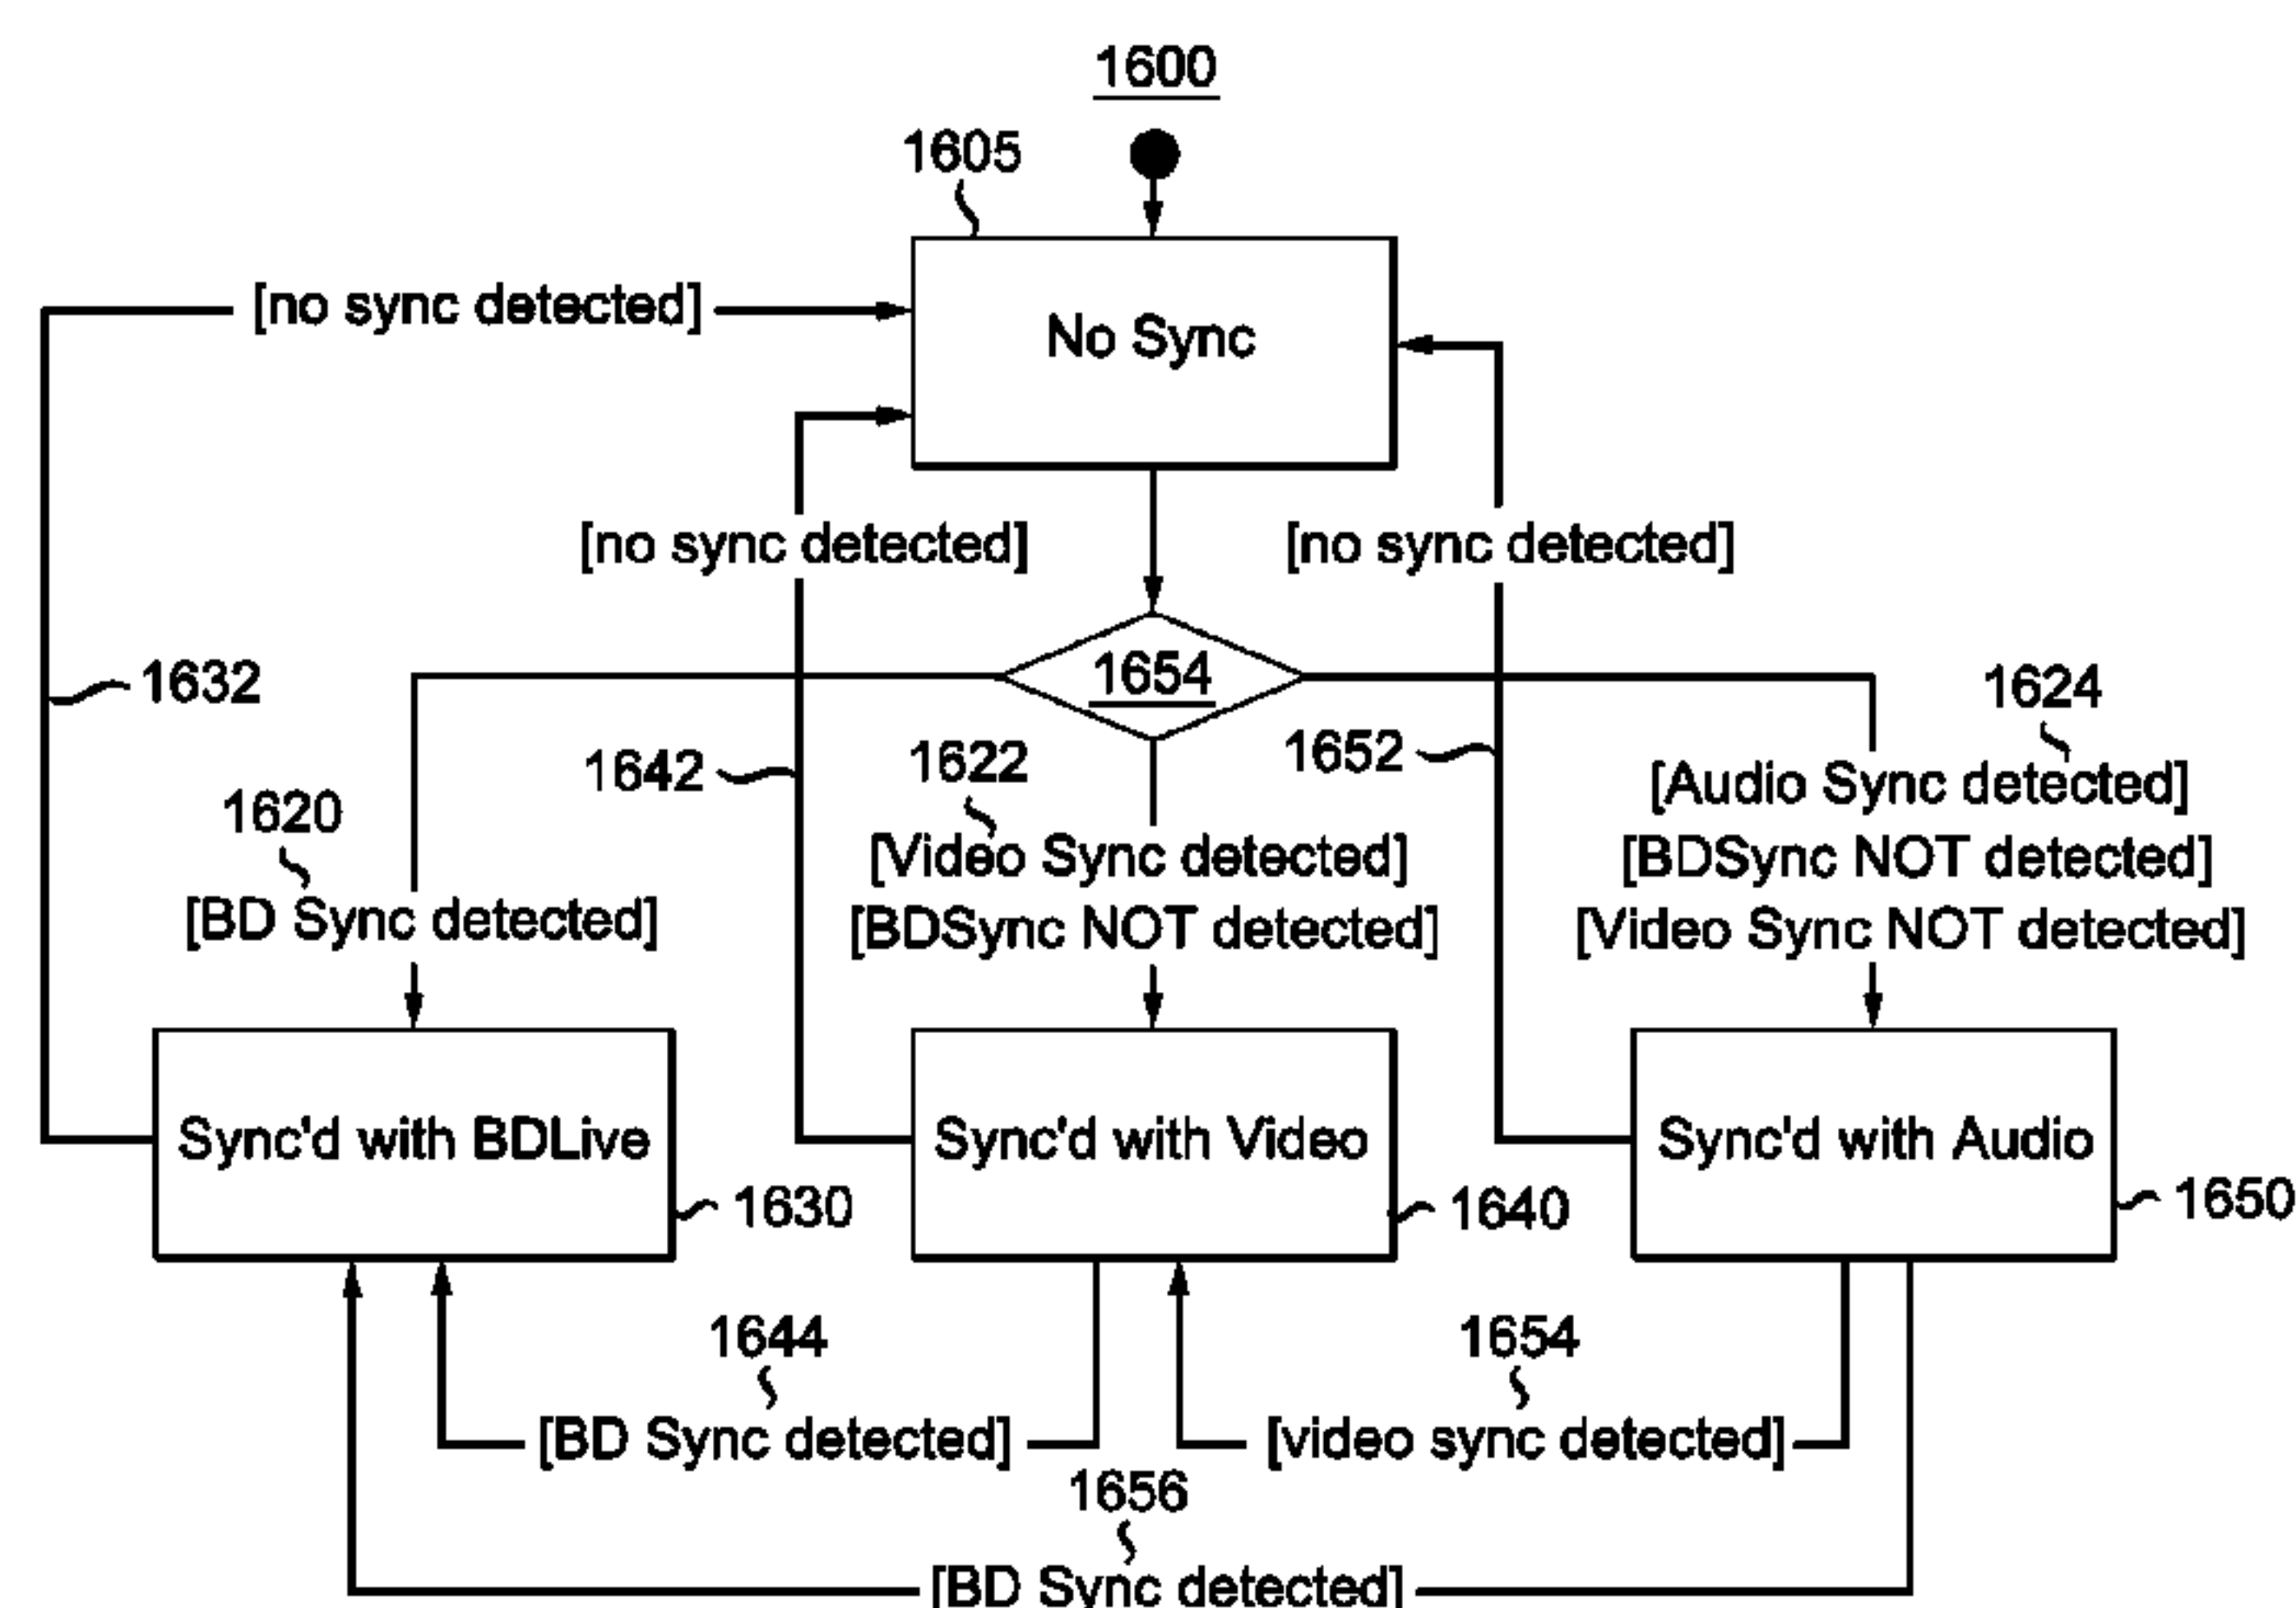 1600
1605
[no sync detected]
No Sync
[no sync detected]
[no sync detected]
1632
1654
1624
1642
1622
1652
[Audio Sync detected]
1620
[Video Sync detected]
[BDSync NOT detected]
[BD Sync detected]
[BDSync NOT detected]
[Video Sync NOT detected]
Sync'd with BDLive
Sync'd with Video
Sync'd with Audio
1630
1640
1650
1644
1654
[BD Sync detected]
[video sync detected]
1656
[BD Sync detected]